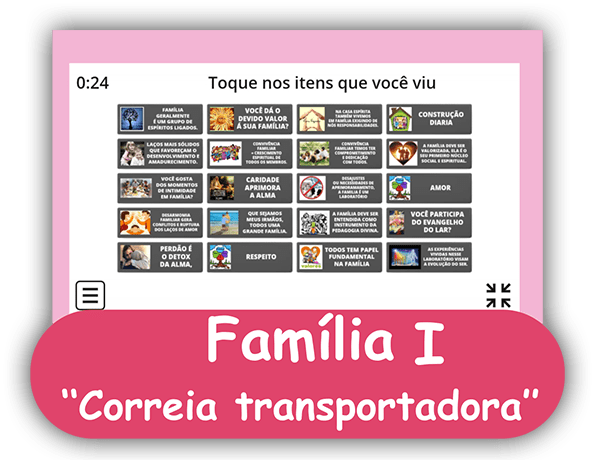 0:24
Toque nos itens que você viu
FAMÍLIA
GERALMENTE
É UM GRUPO DE
ESPÍRITOS LIGADOS.
VOCÊ DÁ O
DEVIDO VALOR
À SUA FAMÍLIA?
NA CASA ESPÍRITA
TAMBÉM VIVEMOS
EM FAMÍLIA EXIGINDO DE
NÓS RESPONSABILIDADES.
CONSTRUÇÃO
DIARIA
LAÇOS MAIS SÓLIDOS
QUE FAVOREÇAM O
DESENVOLVIMENTO E
AMADURECIMENTO.
CONVIVÊNCIA
FAMILIAR
= CRESCIMENTO
ESPIRITUAL DE
TODOS OS MEMBROS.
CONVIVÊNCIA
FAMILIAR TEMOS TER
COMPROMETIMENTO
E DEDICAÇÃO
COM TODOS.
A FAMÍLIA DEVE SER
VALORIZADA, ELA É O
SEU PRIMEIRO NÚCLEO
SOCIAL E ESPIRITUAL.
VOCÊ GOSTA
DOS MOMENTOS
DE INTIMIDADE
EM FAMÍLIA?
CARIDADE
APRIMORA
A ALMA
DESAJUSTES
OU NECESSIDADES DE
APRIMORAMENTO,
A FAMÍLIA É UM
LABORATÓRIO
AMOR
DESARMONIA
FAMILIAR GERA
CONFLITOS E RUPTURA
DOS LAÇOS DE AMOR
QUE SEJAMOS
MEUS IRMÃOS,
TODOS UMA
GRANDE FAMÍLIA.
A FAMÍLIA DEVE SER
ENTENDIDA COMO
INSTRUMENTO DA
PEDAGOGIA DIVINA.
VOCÊ PARTICIPA
DO EVANGELHO
DO LAR?
PERDÃO É
O DETOX
DA ALMA,
RESPEITO
TODOS TEM PAPEL
FUNDAMENTAL
NA FAMÍLIA
AS EXPERIÊNCIAS
VIVIDAS NESSE
LABORATÓRIO VISAM
A EVOLUÇÃO DO SER.
Família I
“Correia transportadora”